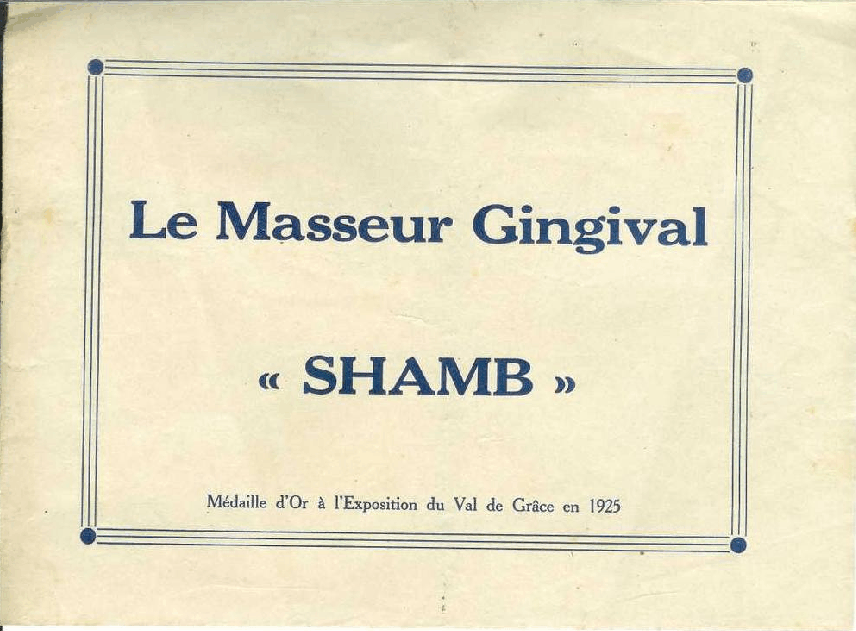 Le Masseur Gingival
« SHAMB »
Médaille d'Or à l'Exposition du Val de Grâce en 1925